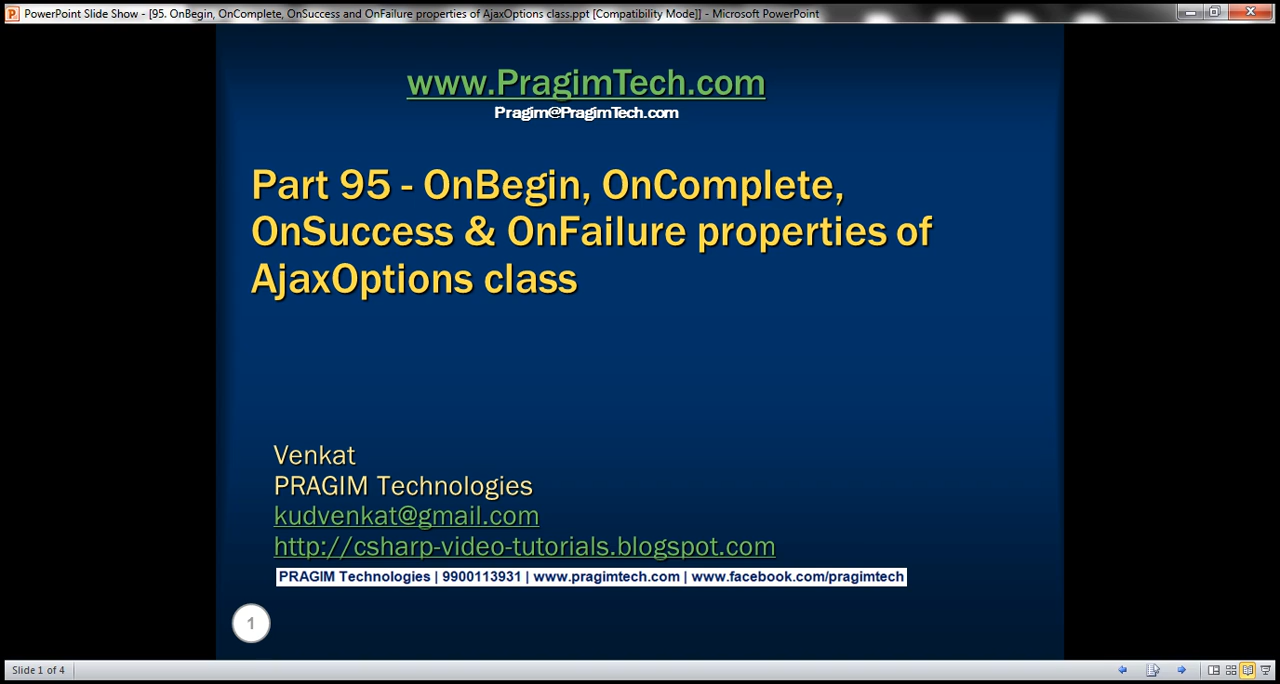 PowerPoint Slide Show - [95. OnBegin, OnComplete, OnSuccess and OnFailure properties of AjaxOptions class.ppt [Compatibility Mode]] - Microsoft PowerPoint
www.PragimTech.com
Pragim@PragimTech.com
Part 95 - OnBegin, OnComplete,
OnSuccess & OnFailure properties of
AjaxOptions class
Venkat
PRAGIM Technologies
kudvenkat@gmail.com
http://csharp-video-tutorials.blogspot.com
PRAGIM Technologies | 9900113931 | www.pragimtech.com | www.facebook.com/pragimtech
1
Slide 1 of 4